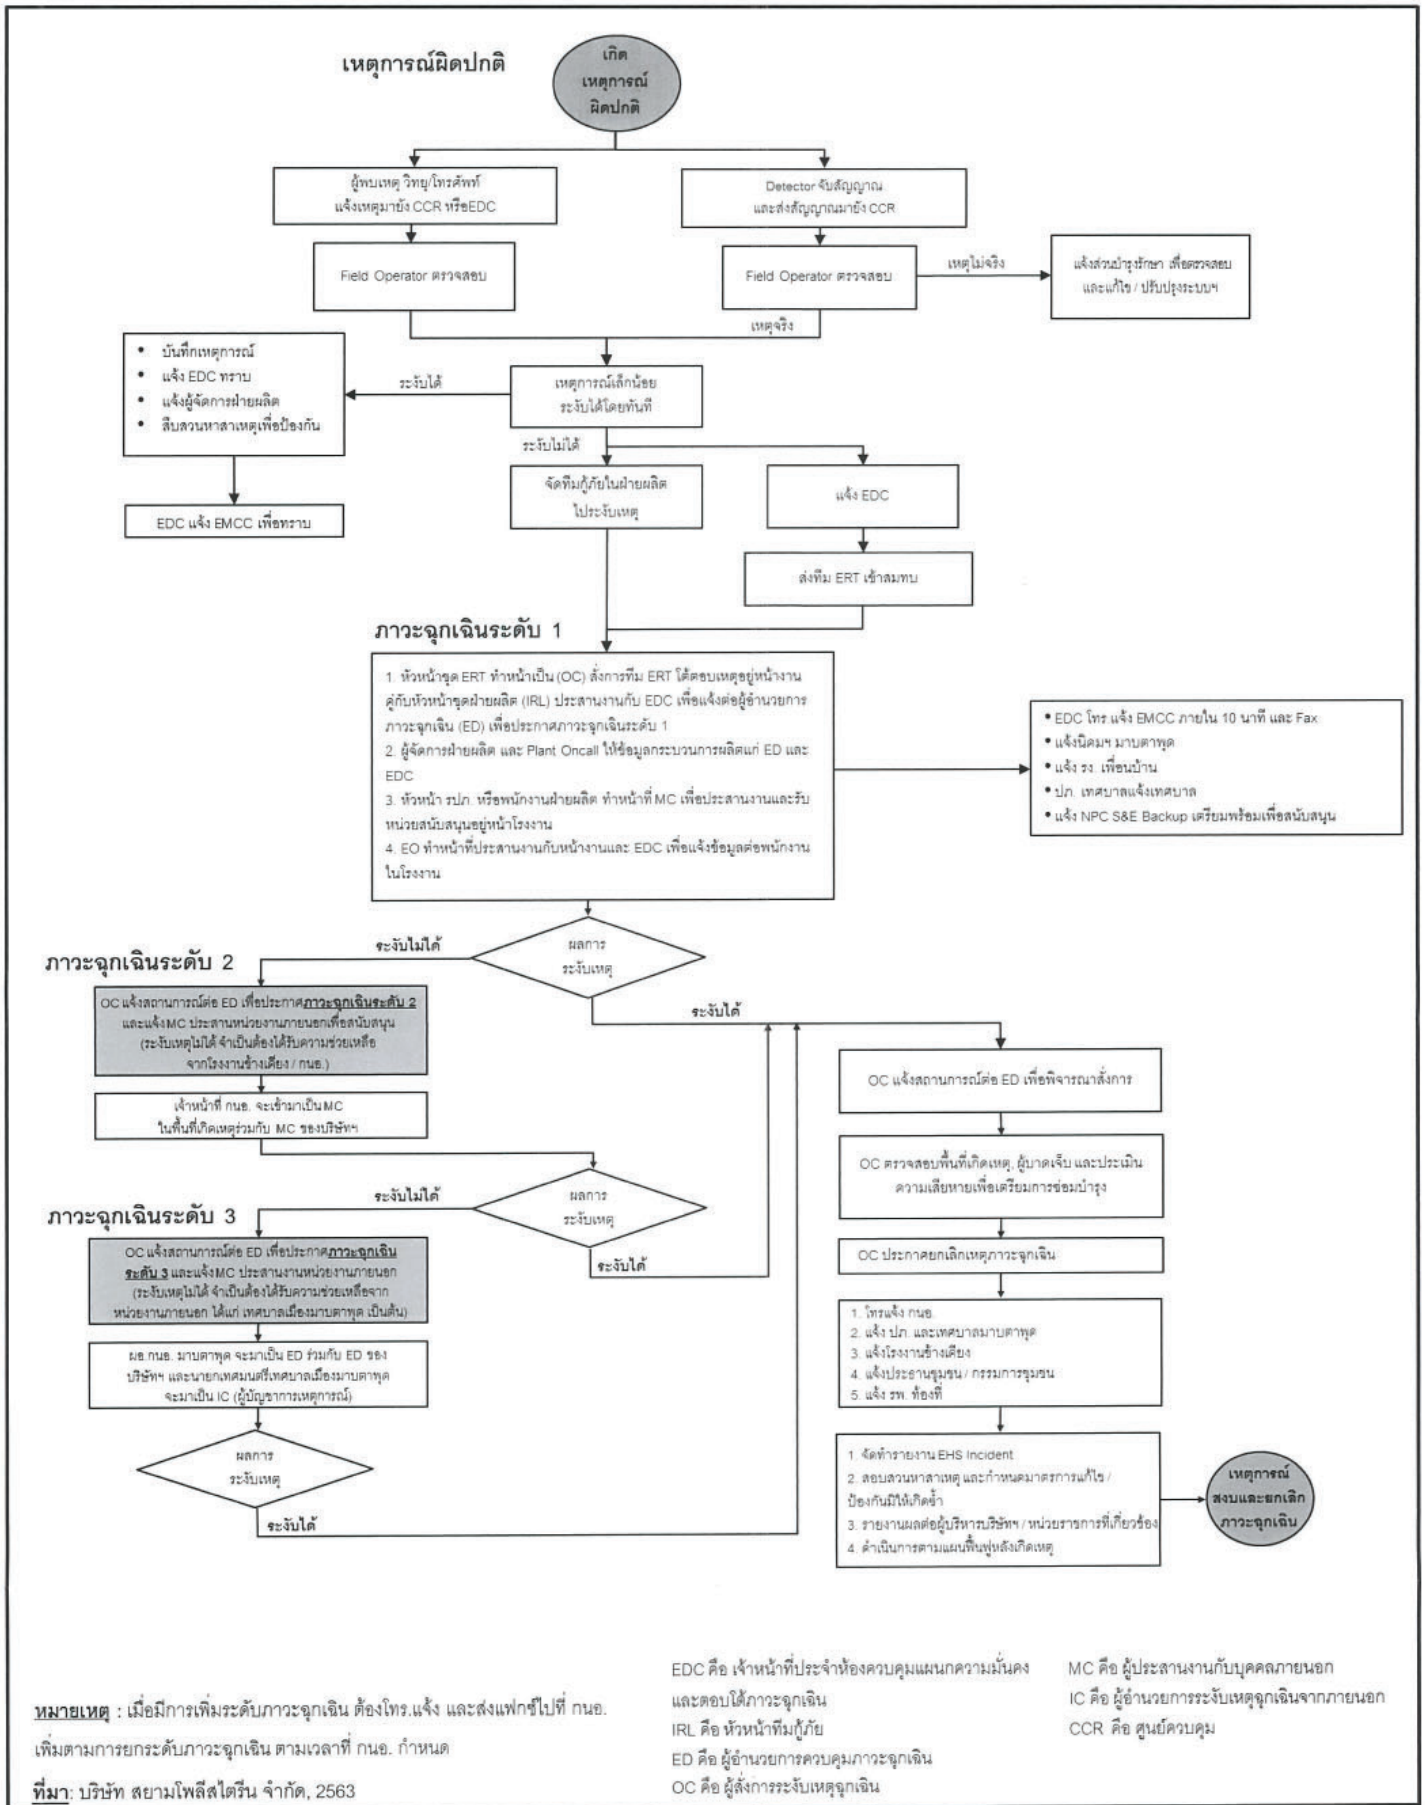 เหตุการณ์ผิดปกติ
เกิด
เหตุการณ์
ผิดปกติ
ผู้พบเหตุ วิทยุ/โทรศัพท์
แจ้งเหตุมายัง CCR หรือEDC
Detector จับสัญญาณ
และส่งสัญญาณมายัง CCR
Field Operator ตรวจสอบ
Field Operator ตรวจสอบ
เหตุไม่จริง
แจ้งส่วนบำรุงรักษา เพื่อตรวจสอบ
และแก้ไข / ปรับปรุงระบบฯ
เหตุจริง
• บันทึกเหตุการณ์
• แจ้ง EDC ทราบ
• แจ้งผู้จัดการฝ่ายผลิต
• สืบสวนหาสาเหตุเพื่อป้องกัน
ระงับได้
เหตุการณ์เล็กน้อย
ระงับได้โดยทันที
ระงับไม่ได้
EDC แจ้ง EMCC เพื่อทราบ
จัดทีมกู้ภัยในฝ่ายผลิต
ไประงับเหตุ
แจ้ง EDC
ส่งทีม ERT เข้าสมทบ
ภาวะฉุกเฉินระดับ 1
1. หัวหน้าชุด ERT ทำหน้าเป็น (OC) สั่งการทีม ERT โต้ตอบเหตุอยู่หน้างาน
คู่กับหัวหน้าชุดฝ่ายผลิต (IRL) ประสานงานกับ EDC เพื่อแจ้งต่อผู้อำนวยการ
ภาวะฉุกเฉิน (ED) เพื่อประกาศภาวะฉุกเฉินระดับ 1
2. ผู้จัดการฝ่ายผลิต และ Plant Oncall ให้ข้อมูลกระบวนการผลิตแก่ ED และ
EDC
3. หัวหน้า รปภ. หรือพนักงานฝ่ายผลิต ทำหน้าที่ MC เพื่อประสานงานและรับ
หน่วยสนับสนุนอยู่หน้าโรงงาน
4. EO ทำหน้าที่ประสานงานกับหน้างานและ EDC เพื่อแจ้งข้อมูลต่อพนักงาน
ในโรงงาน
• EDC โทร.แจ้ง EMCC ภายใน 10 นาที และ Fax
• แจ้งนิคมฯ มาบตาพุด
• แจ้ง รง. เพื่อนบ้าน
• ปภ. เทศบาลแจ้งเทศบาล
• แจ้ง NPC S&E Backup เตรียมพร้อมเพื่อสนับสนุน
ผลการ
ระงับเหตุ
ระงับไม่ได้
ระงับได้
ภาวะฉุกเฉินระดับ 2
OC แจ้งสถานการณ์ต่อ ED เพื่อประกาศภาวะฉุกเฉินระดับ 2
และแจ้ง MC ประสานหน่วยงานภายนอกเพื่อสนับสนุน
(ระงับเหตุไม่ได้ จำเป็นต้องได้รับความช่วยเหลือ
จากโรงงานข้างเคียง / กนอ.)
เจ้าหน้าที่ กนอ. จะเข้ามาเป็น MC
ในพื้นที่เกิดเหตุร่วมกับ MC ของบริษัทฯ
ผลการ
ระงับเหตุ
ระงับไม่ได้
ระงับได้
ภาวะฉุกเฉินระดับ 3
OC แจ้งสถานการณ์ต่อ ED เพื่อประกาศภาวะฉุกเฉิน
ระดับ 3 และแจ้ง MC ประสานงานหน่วยงานภายนอก
(ระงับเหตุไม่ได้ จำเป็นต้องได้รับความช่วยเหลือจาก
หน่วยงานภายนอก ได้แก่ เทศบาลเมืองมาบตาพุด เป็นต้น)
ผอ.กนอ. มาบตาพุด จะมาเป็น ED ร่วมกับ ED ของ
บริษัทฯ และนายกเทศมนตรีเทศบาลเมืองมาบตาพุด
จะมาเป็น IC (ผู้บัญชาการเหตุการณ์)
ผลการ
ระงับเหตุ
ระงับได้
OC แจ้งสถานการณ์ต่อ ED เพื่อพิจารณาสั่งการ
OC ตรวจสอบพื้นที่เกิดเหตุ, ผู้บาดเจ็บ และประเมิน
ความเสียหายเพื่อเตรียมการซ่อมบำรุง
OC ประกาศยกเลิกเหตุภาวะฉุกเฉิน
1. โทรแจ้ง กนอ.
2. แจ้ง ปภ. และเทศบาลมาบตาพุด
3. แจ้งโรงงานข้างเคียง
4. แจ้งประธานชุมชน / กรรมการชุมชน
5. แจ้ง รพ. ท้องที่
1. จัดทำรายงาน EHS Incident
2. สอบสวนหาสาเหตุ และกำหนดมาตรการแก้ไข /
ป้องกันมิให้เกิดซ้ำ
3. รายงานผลต่อผู้บริหารบริษัทฯ / หน่วยราชการที่เกี่ยวข้อง
4. ดำเนินการตามแผนฟื้นฟูหลังเกิดเหตุ
เหตุการณ์
สงบและยกเลิก
ภาวะฉุกเฉิน
หมายเหตุ : เมื่อมีการเพิ่มระดับภาวะฉุกเฉิน ต้องโทร.แจ้ง และส่งแฟกซ์ไปที่ กนอ.
เพิ่มตามการยกระดับภาวะฉุกเฉิน ตามเวลาที่ กนอ. กำหนด
ที่มา: บริษัท สยามโพลีสไตรีน จำกัด, 2563
EDC คือ เจ้าหน้าที่ประจำห้องควบคุมแผนกความมั่นคง
และตอบโต้ภาวะฉุกเฉิน
IRL คือ หัวหน้าทีมกู้ภัย
ED คือ ผู้อำนวยการควบคุมภาวะฉุกเฉิน
OC คือ ผู้สั่งการระงับเหตุฉุกเฉิน
MC คือ ผู้ประสานงานกับบุคคลภายนอก
IC คือ ผู้อำนวยการระงับเหตุฉุกเฉินจากภายนอก
CCR คือ ศูนย์ควบคุม